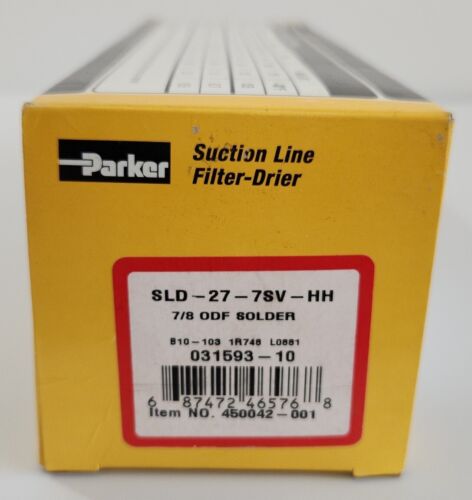 Parker
Suction Line
Filter-Drier
SLD-27-7SV-HH
7/8 ODF SOLDER
B10-103 1R746 L0881
031593-10
6 87472 46576 8
Item NO. 450042-001